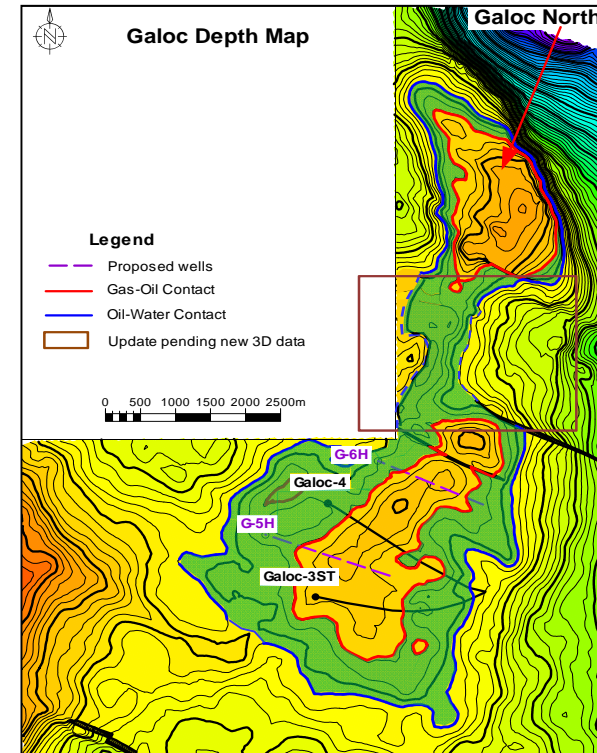 Galoc North
N
Galoc Depth Map
Legend
Proposed wells
Gas-Oil Contact
Oil-Water Contact
Update pending new 3D data
0 500 1000 1500 2000 2500m
G-6H
Galoc-4
G-5H
Galoc-3ST